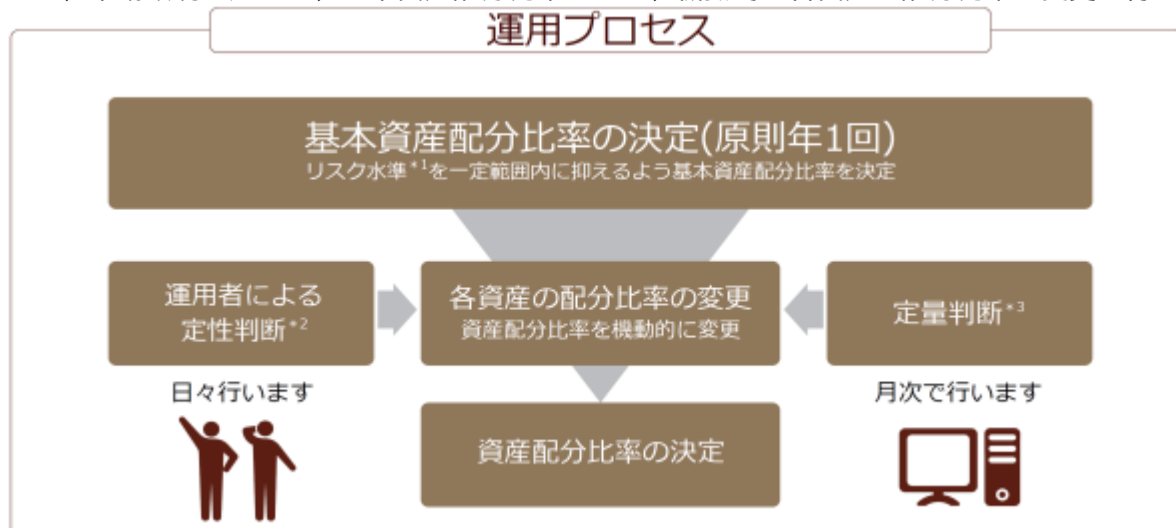 運用プロセス
基本資産配分比率の決定(原則年1回)
リスク水準*1を一定範囲内に抑えるよう基本資産配分比率を決定
運用者による
定性判断*2
各資産の配分比率の変更
資産配分比率を機動的に変更
定量判断*3
日々行います
月次で行います
資産配分比率の決定